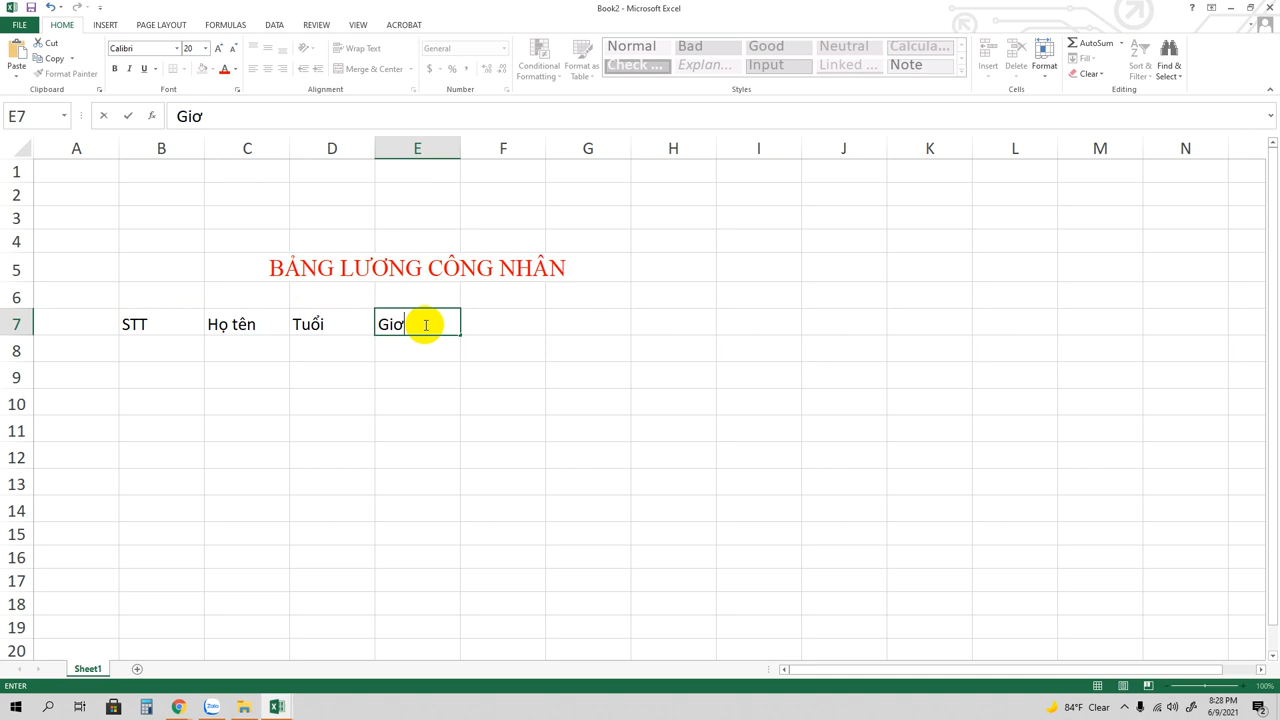 Book2 - Microsoft Excel
FILE HOME INSERT PAGE LAYOUT FORMULAS DATA REVIEW VIEW ACROBAT
Paste Cut Copy Format Painter Clipboard
Calibri 20 B I U Font
Wrap Text Merge & Center Alignment
General $ % , Number
Conditional Formatting Format as Table
Normal Bad Good Neutral Calcula...
Check ... Explan... Input Linked ... Note
Styles
Insert Delete Format Cells
AutoSum Fill Clear Sort & Filter Find & Select Editing
E7 fx Giơ
A B C D E F G H I J K L M N
1
2
3
4
5 BẢNG LƯƠNG CÔNG NHÂN
6
7 STT Họ tên Tuổi Giơ
8
9
10
11
12
13
14
15
16
17
18
19
20
Sheet1
ENTER 100%
Zalo 84°F Clear 8:28 PM
6/9/2021 2